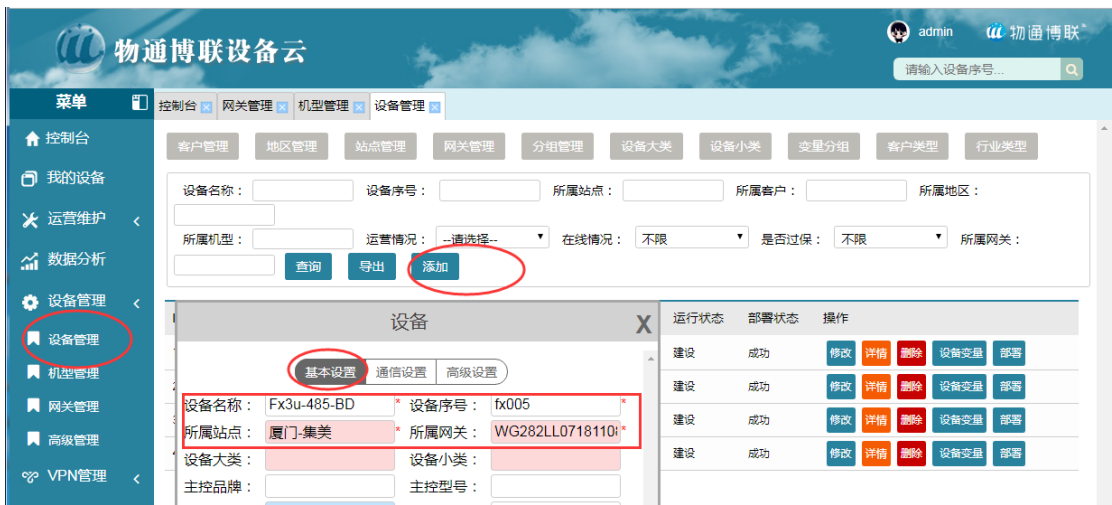 物通博联设备云
admin
物通博联
请输入设备序号...
菜单
控制台 网关管理 机型管理 设备管理
控制台
我的设备
运营维护
数据分析
设备管理
设备管理
机型管理
网关管理
高级管理
VPN管理
客户管理 地区管理 站点管理 网关管理 分组管理 设备大类 设备小类 变量分组 客户类型 行业类型
设备名称： 设备序号： 所属站点： 所属客户： 所属地区：
所属机型： 运营情况： --请选择-- 在线情况： 不限 是否过保： 不限 所属网关：
查询 导出 添加
运行状态 部署状态 操作
建设 成功 修改 详情 删除 设备变量 部署
建设 成功 修改 详情 删除 设备变量 部署
建设 成功 修改 详情 删除 设备变量 部署
建设 成功 修改 详情 删除 设备变量 部署
设备 X
基本设置 通信设置 高级设置
设备名称： Fx3u-485-BD * 设备序号： fx005 *
所属站点： 厦门-集美 * 所属网关： WG282LL0718110 *
设备大类： 设备小类：
主控品牌： 主控型号：